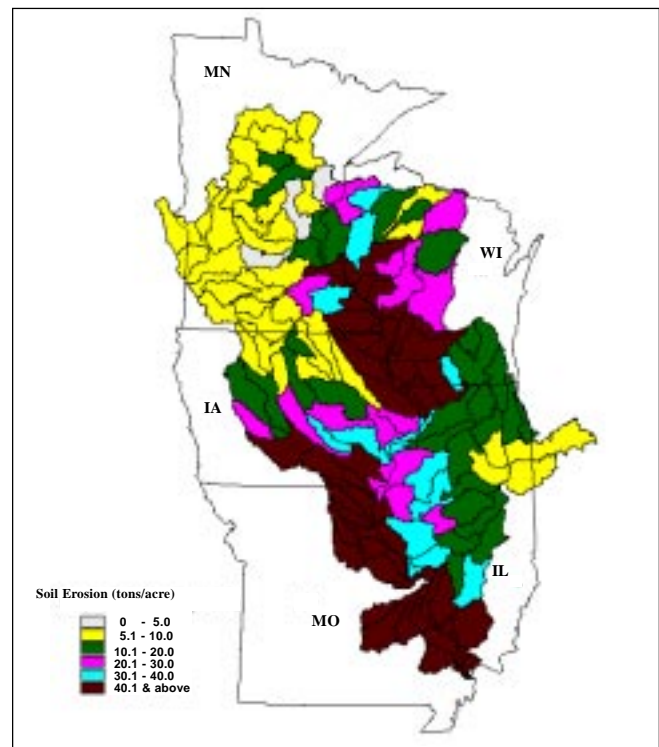 MN
WI
IA
IL
MO
Soil Erosion (tons/acre)
0 - 5.0
5.1 - 10.0
10.1 - 20.0
20.1 - 30.0
30.1 - 40.0
40.1 & above